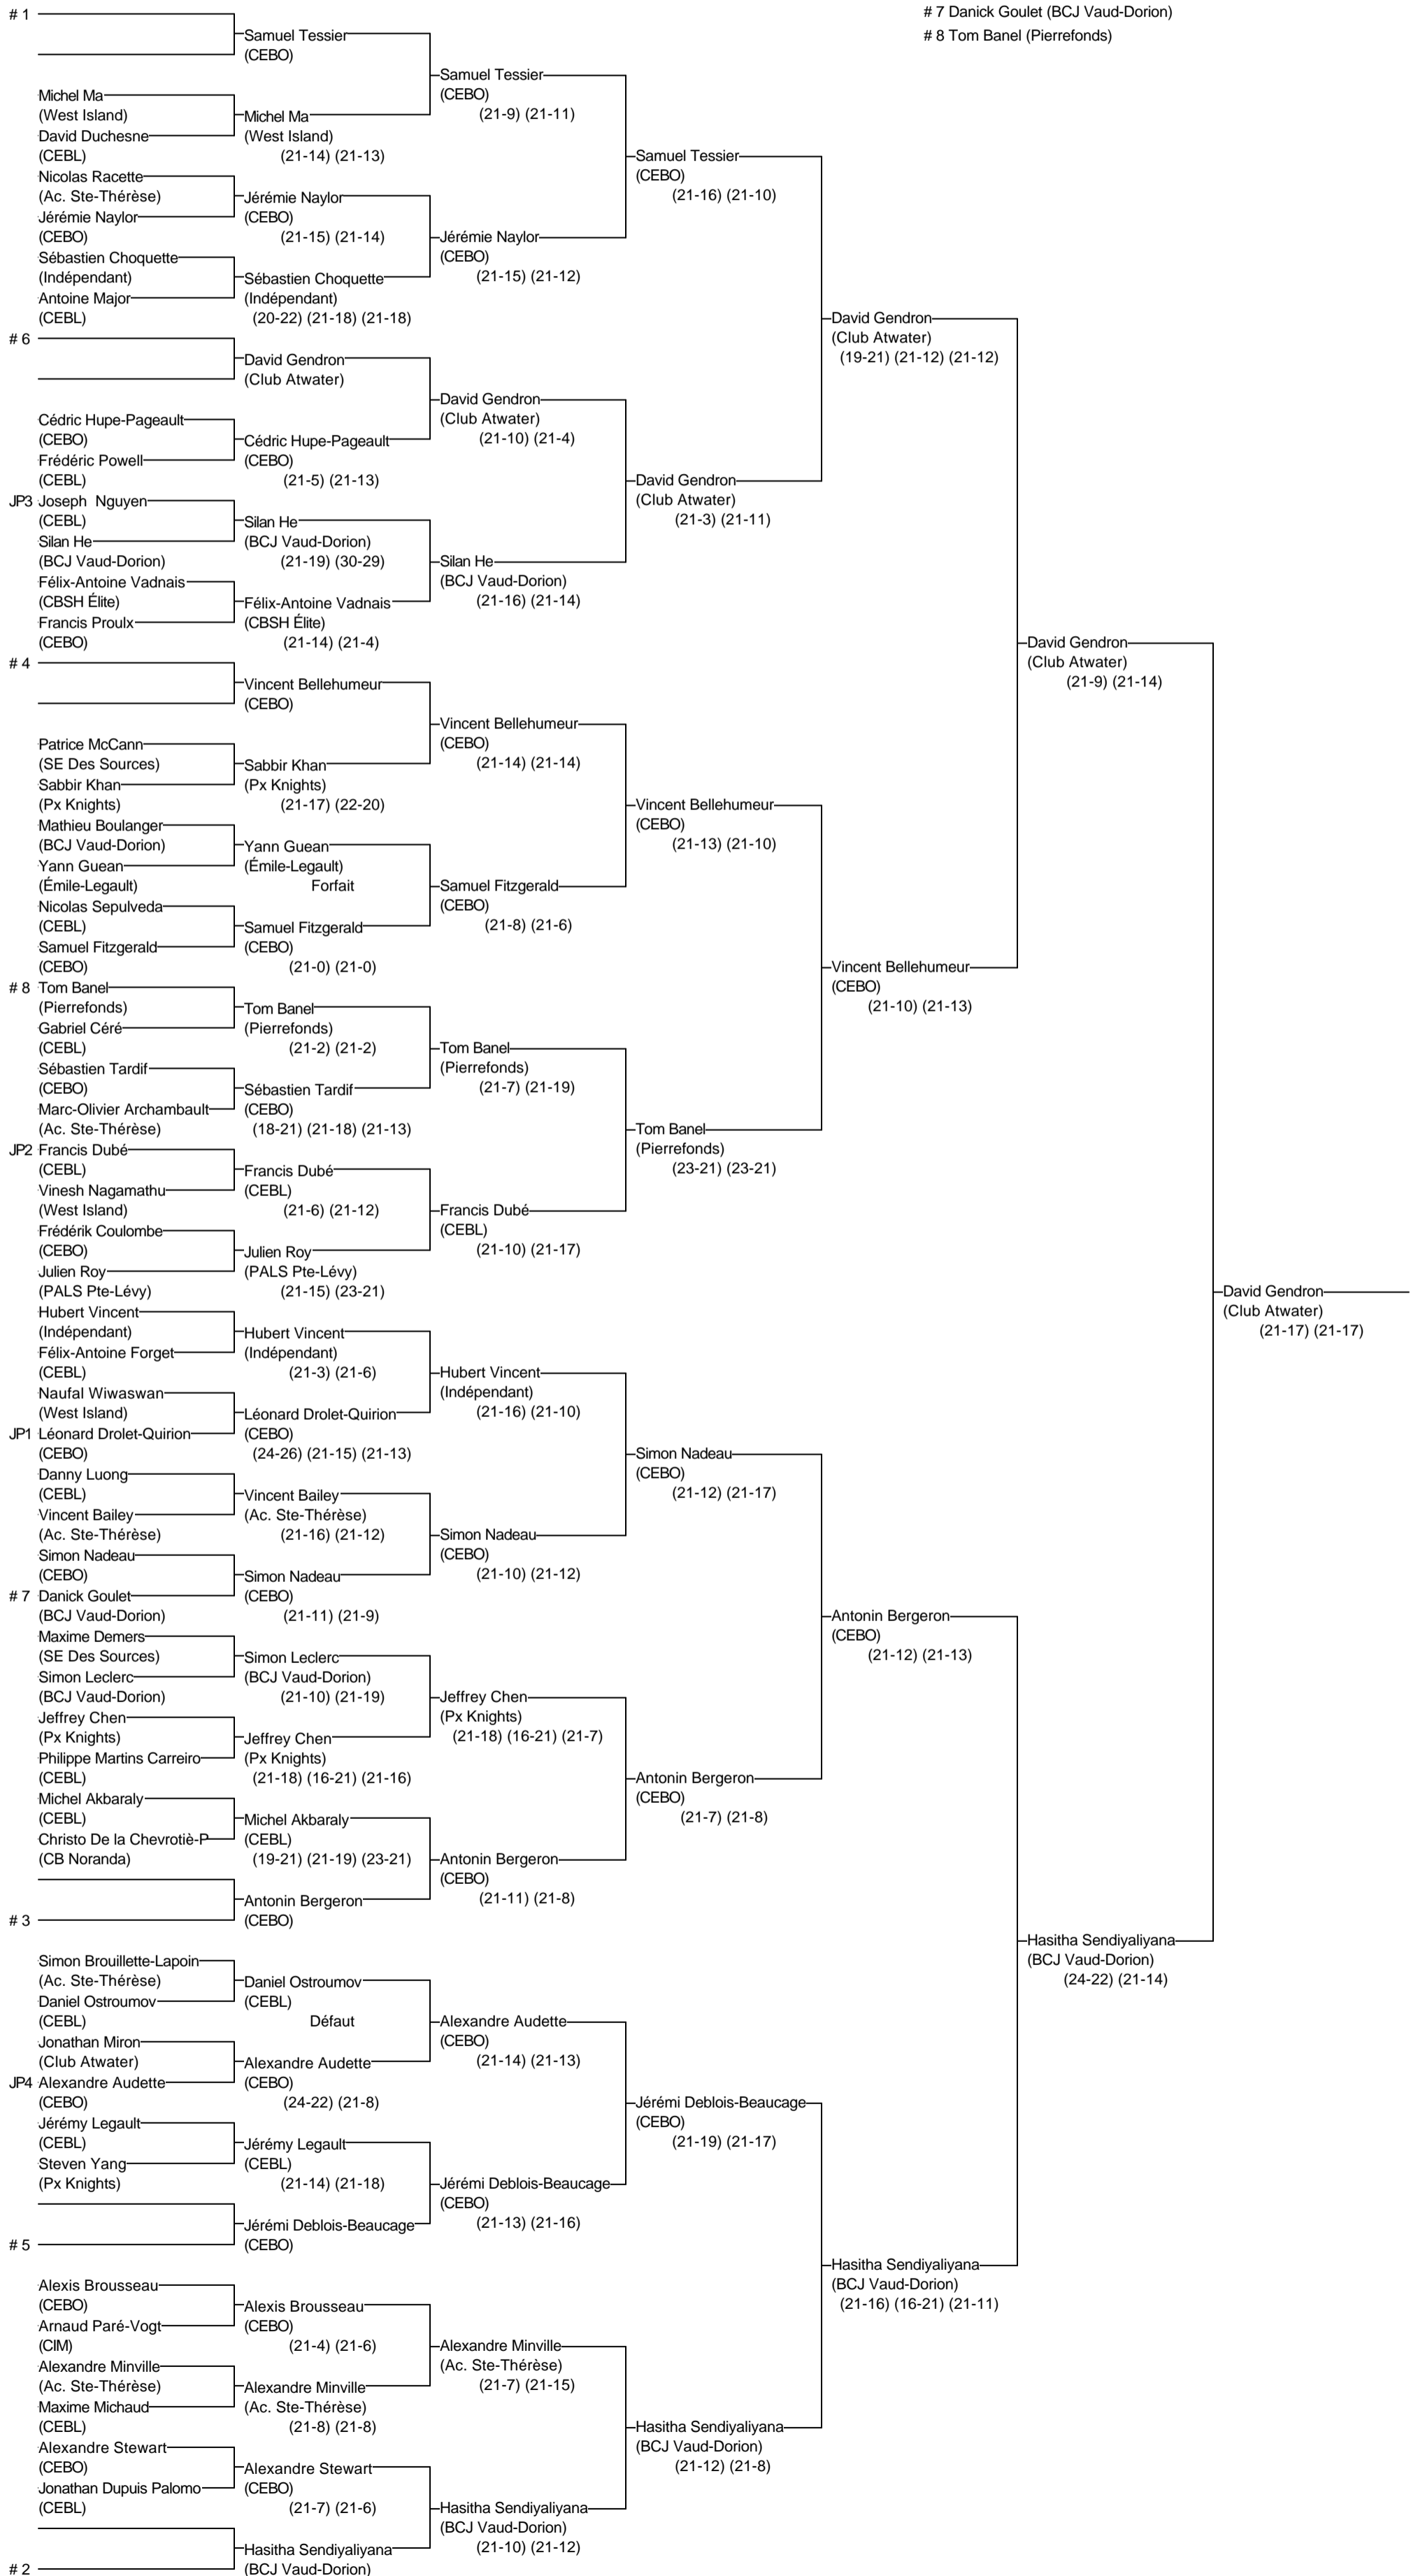 # 7 Danick Goulet (BCJ Vaud-Dorion)
# 8 Tom Banel (Pierrefonds)
# 1
Samuel Tessier
(CEBO)
Michel Ma
(West Island)
David Duchesne
(CEBL)
Michel Ma
(West Island)
(21-14) (21-13)
Samuel Tessier
(CEBO)
(21-9) (21-11)
Nicolas Racette
(Ac. Ste-Thérèse)
Jérémie Naylor
(CEBO)
Jérémie Naylor
(CEBO)
(21-15) (21-14)
Sébastien Choquette
(Indépendant)
Antoine Major
(CEBL)
Sébastien Choquette
(Indépendant)
(20-22) (21-18) (21-18)
Jérémie Naylor
(CEBO)
(21-15) (21-12)
Samuel Tessier
(CEBO)
(21-16) (21-10)
# 6
David Gendron
(Club Atwater)
Cédric Hupe-Pageault
(CEBO)
Frédéric Powell
(CEBL)
Cédric Hupe-Pageault
(CEBO)
(21-5) (21-13)
David Gendron
(Club Atwater)
(21-10) (21-4)
JP3 Joseph  Nguyen
(CEBL)
Silan He
(BCJ Vaud-Dorion)
Silan He
(BCJ Vaud-Dorion)
(21-19) (30-29)
Félix-Antoine Vadnais
(CBSH Élite)
Francis Proulx
(CEBO)
Félix-Antoine Vadnais
(CBSH Élite)
(21-14) (21-4)
Silan He
(BCJ Vaud-Dorion)
(21-16) (21-14)
David Gendron
(Club Atwater)
(21-3) (21-11)
David Gendron
(Club Atwater)
(19-21) (21-12) (21-12)
# 4
Vincent Bellehumeur
(CEBO)
Patrice McCann
(SE Des Sources)
Sabbir Khan
(Px Knights)
Sabbir Khan
(Px Knights)
(21-17) (22-20)
Vincent Bellehumeur
(CEBO)
(21-14) (21-14)
Mathieu Boulanger
(BCJ Vaud-Dorion)
Yann Guean
(Émile-Legault)
Yann Guean
(Émile-Legault)
Forfait
Nicolas Sepulveda
(CEBL)
Samuel Fitzgerald
(CEBO)
Samuel Fitzgerald
(CEBO)
(21-0) (21-0)
Samuel Fitzgerald
(CEBO)
(21-8) (21-6)
Vincent Bellehumeur
(CEBO)
(21-13) (21-10)
# 8 Tom Banel
(Pierrefonds)
Gabriel Céré
(CEBL)
Tom Banel
(Pierrefonds)
(21-2) (21-2)
Sébastien Tardif
(CEBO)
Marc-Olivier Archambault
(Ac. Ste-Thérèse)
Sébastien Tardif
(CEBO)
(18-21) (21-18) (21-13)
Tom Banel
(Pierrefonds)
(21-7) (21-19)
JP2 Francis Dubé
(CEBL)
Vinesh Nagamathu
(West Island)
Francis Dubé
(CEBL)
(21-6) (21-12)
Frédérik Coulombe
(CEBO)
Julien Roy
(PALS Pte-Lévy)
Julien Roy
(PALS Pte-Lévy)
(21-15) (23-21)
Francis Dubé
(CEBL)
(21-10) (21-17)
Tom Banel
(Pierrefonds)
(23-21) (23-21)
Vincent Bellehumeur
(CEBO)
(21-10) (21-13)
David Gendron
(Club Atwater)
(21-9) (21-14)
Hubert Vincent
(Indépendant)
Félix-Antoine Forget
(CEBL)
Hubert Vincent
(Indépendant)
(21-3) (21-6)
Naufal Wiwaswan
(West Island)
JP1 Léonard Drolet-Quirion
(CEBO)
Léonard Drolet-Quirion
(CEBO)
(24-26) (21-15) (21-13)
Hubert Vincent
(Indépendant)
(21-16) (21-10)
Danny Luong
(CEBL)
Vincent Bailey
(Ac. Ste-Thérèse)
Vincent Bailey
(Ac. Ste-Thérèse)
(21-16) (21-12)
Simon Nadeau
(CEBO)
# 7 Danick Goulet
(BCJ Vaud-Dorion)
Simon Nadeau
(CEBO)
(21-11) (21-9)
Simon Nadeau
(CEBO)
(21-10) (21-12)
Simon Nadeau
(CEBO)
(21-12) (21-17)
Maxime Demers
(SE Des Sources)
Simon Leclerc
(BCJ Vaud-Dorion)
Simon Leclerc
(BCJ Vaud-Dorion)
(21-10) (21-19)
Jeffrey Chen
(Px Knights)
Philippe Martins Carreiro
(CEBL)
Jeffrey Chen
(Px Knights)
(21-18) (16-21) (21-16)
Jeffrey Chen
(Px Knights)
(21-18) (16-21) (21-7)
Michel Akbaraly
(CEBL)
Christo De la Chevrotiè-P
(CB Noranda)
Michel Akbaraly
(CEBL)
(19-21) (21-19) (23-21)
# 3
Antonin Bergeron
(CEBO)
Antonin Bergeron
(CEBO)
(21-11) (21-8)
Antonin Bergeron
(CEBO)
(21-7) (21-8)
Antonin Bergeron
(CEBO)
(21-12) (21-13)
Simon Brouillette-Lapoin
(Ac. Ste-Thérèse)
Daniel Ostroumov
(CEBL)
Daniel Ostroumov
(CEBL)
Défaut
Jonathan Miron
(Club Atwater)
JP4 Alexandre Audette
(CEBO)
Alexandre Audette
(CEBO)
(24-22) (21-8)
Alexandre Audette
(CEBO)
(21-14) (21-13)
Jérémy Legault
(CEBL)
Steven Yang
(Px Knights)
Jérémy Legault
(CEBL)
(21-14) (21-18)
# 5
Jérémi Deblois-Beaucage
(CEBO)
Jérémi Deblois-Beaucage
(CEBO)
(21-13) (21-16)
Jérémi Deblois-Beaucage
(CEBO)
(21-19) (21-17)
Alexis Brousseau
(CEBO)
Arnaud Paré-Vogt
(CIM)
Alexis Brousseau
(CEBO)
(21-4) (21-6)
Alexandre Minville
(Ac. Ste-Thérèse)
Maxime Michaud
(CEBL)
Alexandre Minville
(Ac. Ste-Thérèse)
(21-8) (21-8)
Alexandre Minville
(Ac. Ste-Thérèse)
(21-7) (21-15)
Alexandre Stewart
(CEBO)
Jonathan Dupuis Palomo
(CEBL)
Alexandre Stewart
(CEBO)
(21-7) (21-6)
# 2
Hasitha Sendiyaliyana
(BCJ Vaud-Dorion)
Hasitha Sendiyaliyana
(BCJ Vaud-Dorion)
(21-10) (21-12)
Hasitha Sendiyaliyana
(BCJ Vaud-Dorion)
(21-12) (21-8)
Hasitha Sendiyaliyana
(BCJ Vaud-Dorion)
(21-16) (16-21) (21-11)
Hasitha Sendiyaliyana
(BCJ Vaud-Dorion)
(24-22) (21-14)
David Gendron
(Club Atwater)
(21-17) (21-17)